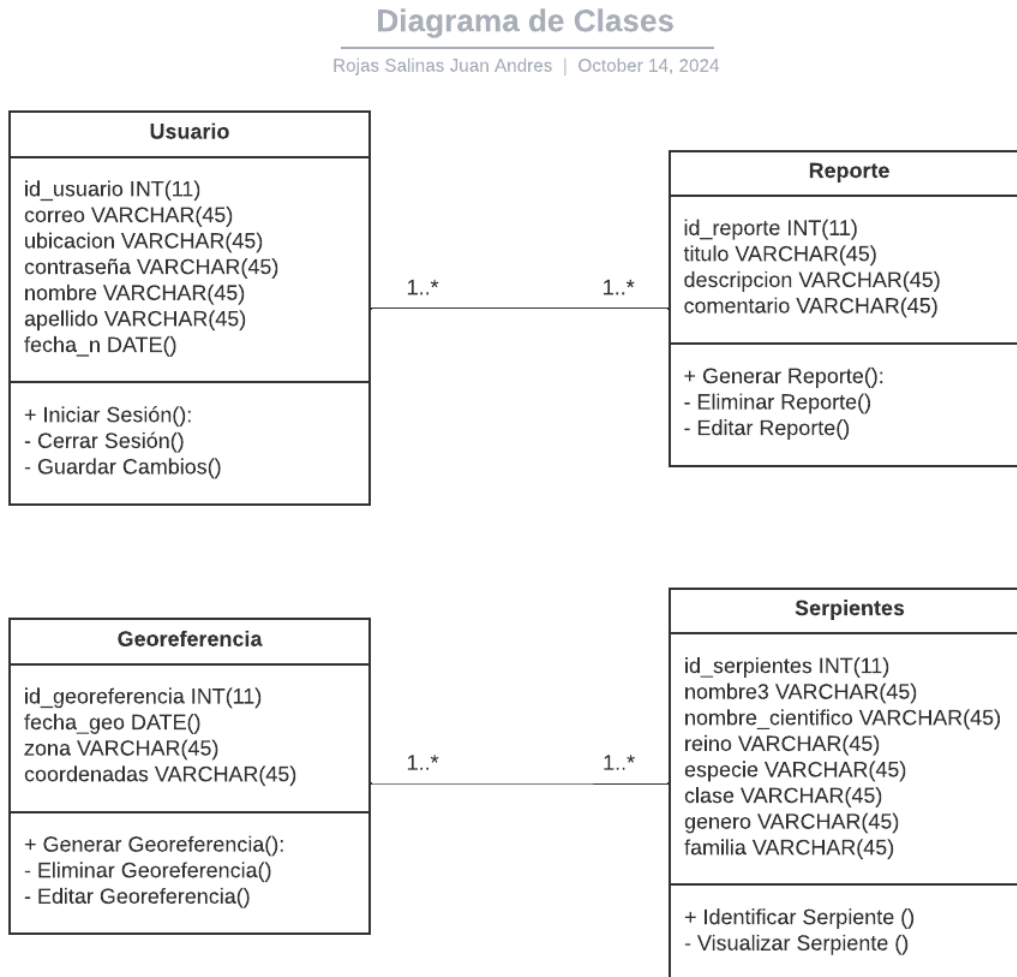 Diagrama de Clases
Rojas Salinas Juan Andres | October 14, 2024
Usuario
id_usuario INT(11)
correo VARCHAR(45)
ubicacion VARCHAR(45)
contraseña VARCHAR(45)
nombre VARCHAR(45)
apellido VARCHAR(45)
fecha_n DATE()
+ Iniciar Sesión():
- Cerrar Sesión()
- Guardar Cambios()
1..*
1..*
Reporte
id_reporte INT(11)
titulo VARCHAR(45)
descripcion VARCHAR(45)
comentario VARCHAR(45)
+ Generar Reporte():
- Eliminar Reporte()
- Editar Reporte()
Georeferencia
id_georeferencia INT(11)
fecha_geo DATE()
zona VARCHAR(45)
coordenadas VARCHAR(45)
+ Generar Georeferencia():
- Eliminar Georeferencia()
- Editar Georeferencia()
1..*
1..*
Serpientes
id_serpientes INT(11)
nombre3 VARCHAR(45)
nombre_cientifico VARCHAR(45)
reino VARCHAR(45)
especie VARCHAR(45)
clase VARCHAR(45)
genero VARCHAR(45)
familia VARCHAR(45)
+ Identificar Serpiente ()
- Visualizar Serpiente ()